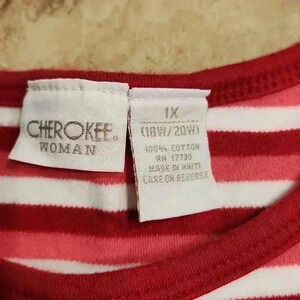 CHEROKEE®
WOMAN
1X
(18W/20W)
100% COTTON
RN 17730
MADE IN HAITI
CARE ON REVERSE